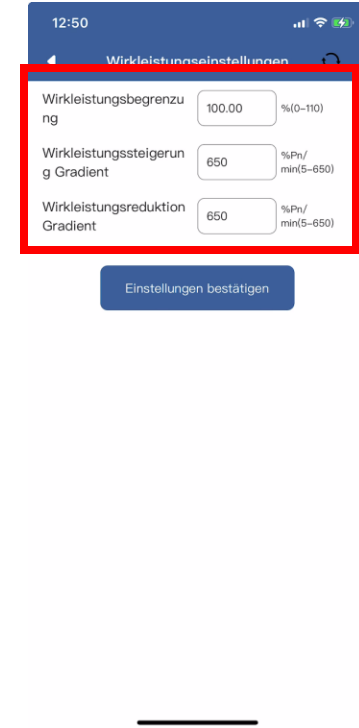 12:50
Wirkleistungseinstellungen
Wirkleistungsbegrenzu
ng
100.00
%(0-110)
Wirkleistungssteigerun
g Gradient
650
%Pn/
min(5-650)
Wirkleistungsreduktion
Gradient
650
%Pn/
min(5-650)
Einstellungen bestätigen